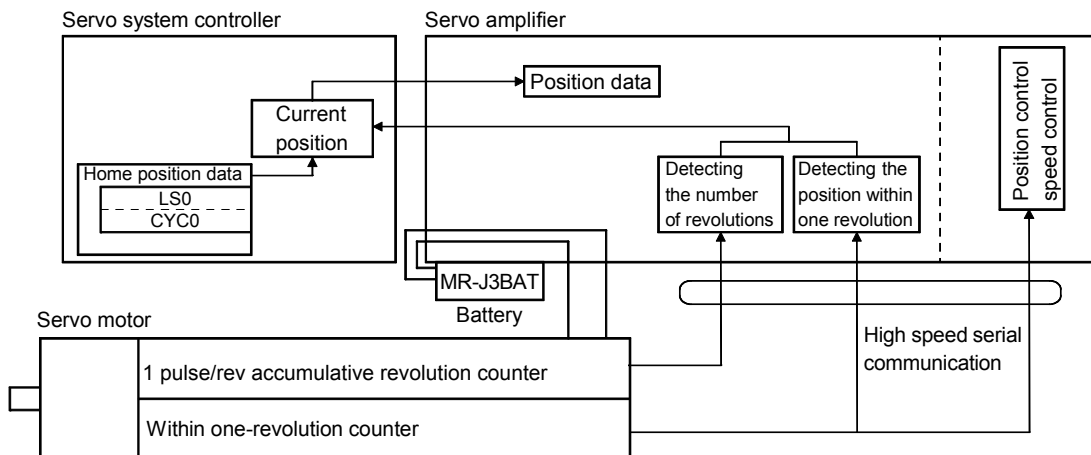 Servo system controller
Servo amplifier
Position data
Current
position
Home position data
LS0
CYC0
Detecting
the number
of revolutions
Detecting the
position within
one revolution
Position control
speed control
MR-J3BAT
Battery
Servo motor
High speed serial
communication
1 pulse/rev accumulative revolution counter
Within one-revolution counter